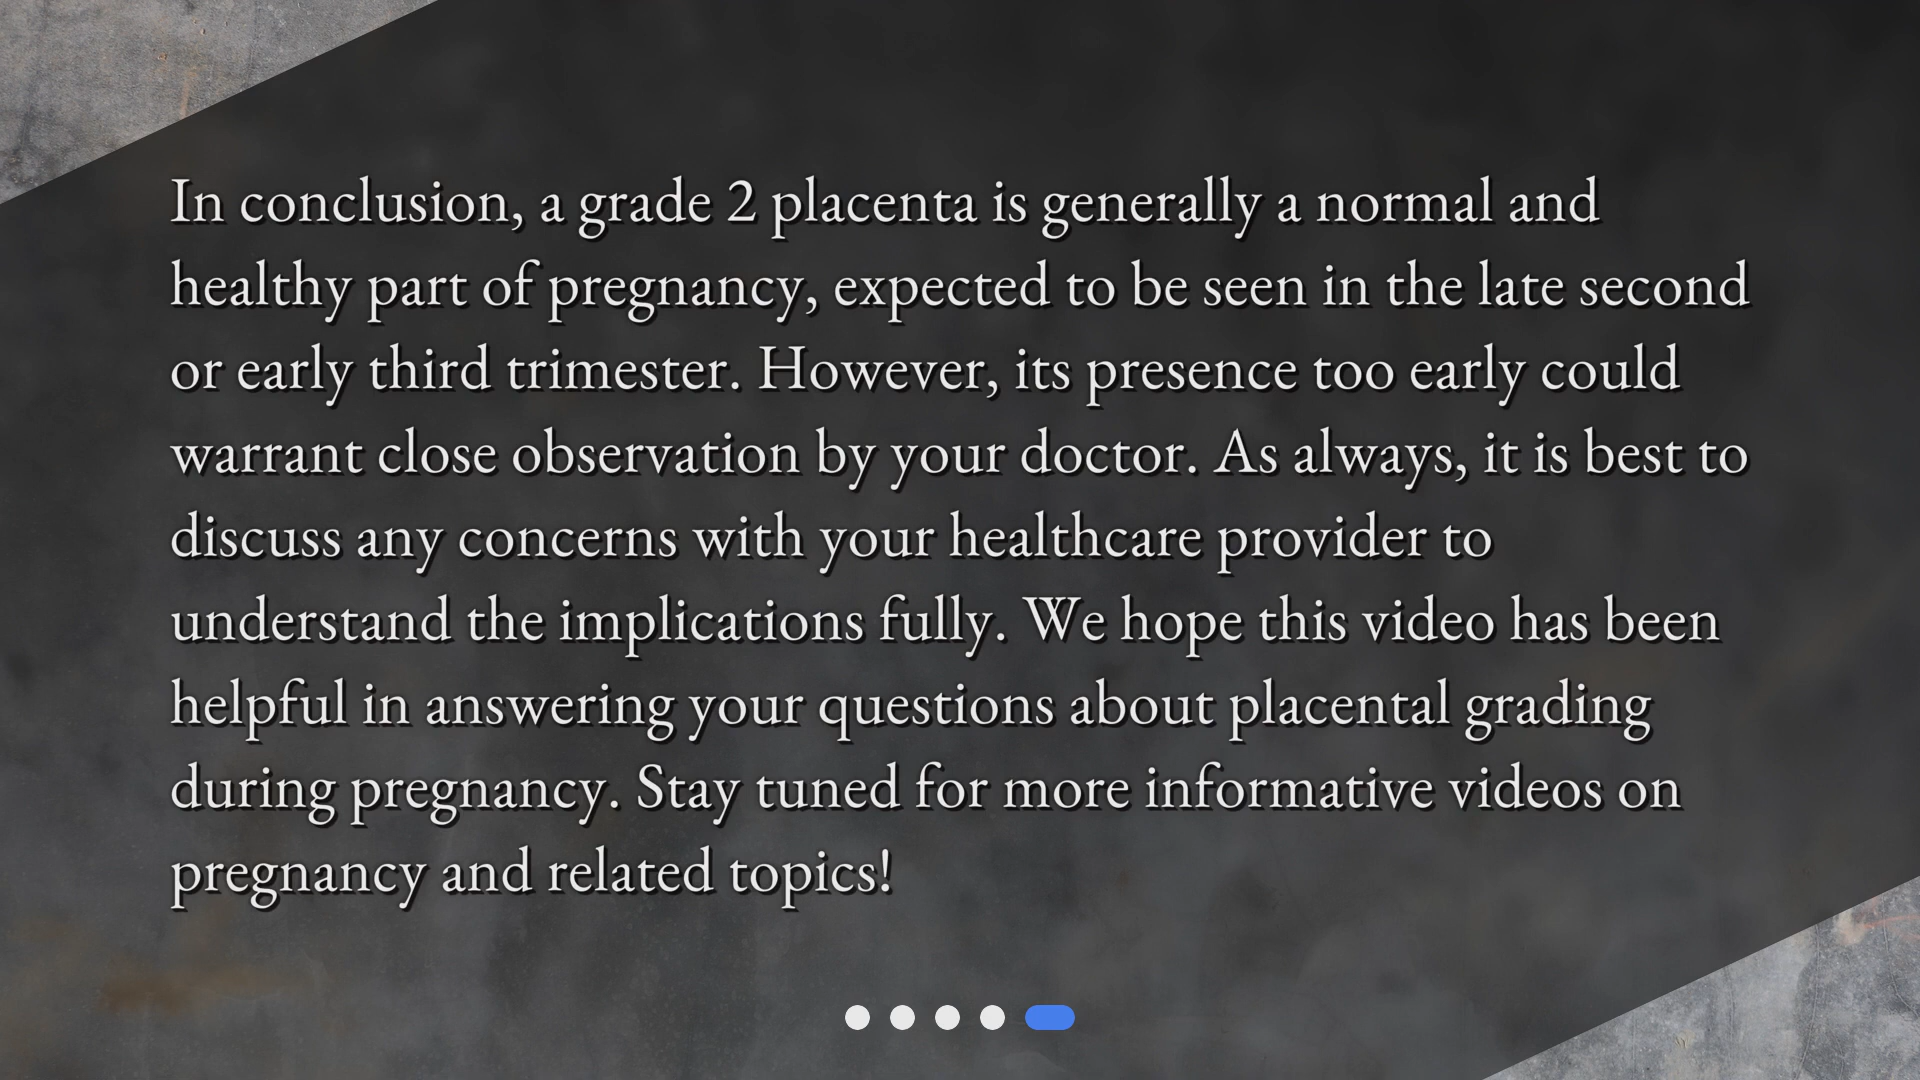 In conclusion, a grade 2 placenta is generally a normal and
healthy part of pregnancy, expected to be seen in the late second
or early third trimester. However, its presence too early could
warrant close observation by your doctor. As always, it is best to
discuss any concerns with your healthcare provider to
understand the implications fully. We hope this video has been
helpful in answering your questions about placental grading
during pregnancy. Stay tuned for more informative videos on
pregnancy and related topics!